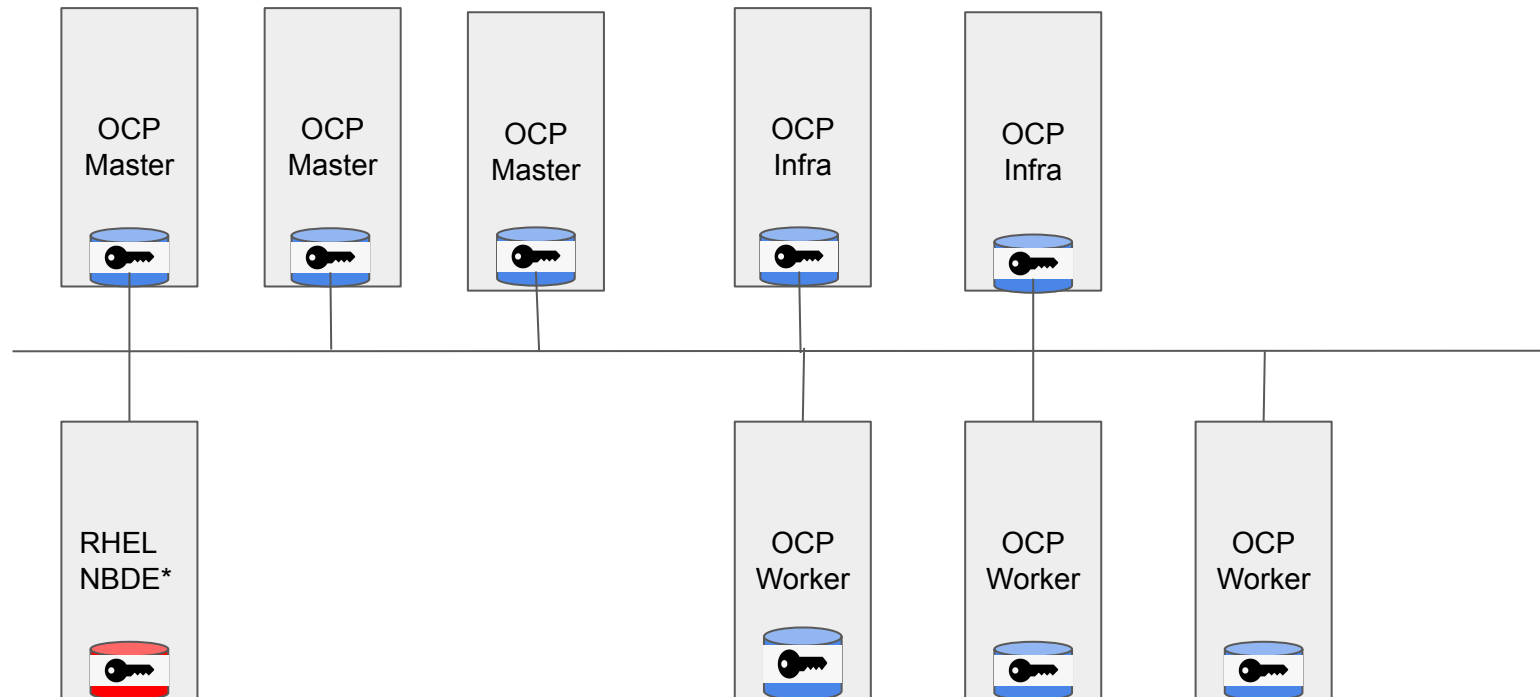 OCP
Master
OCP
Master
OCP
Master
OCP
Infra
OCP
Infra
RHEL
NBDE*
OCP
Worker
OCP
Worker
OCP
Worker